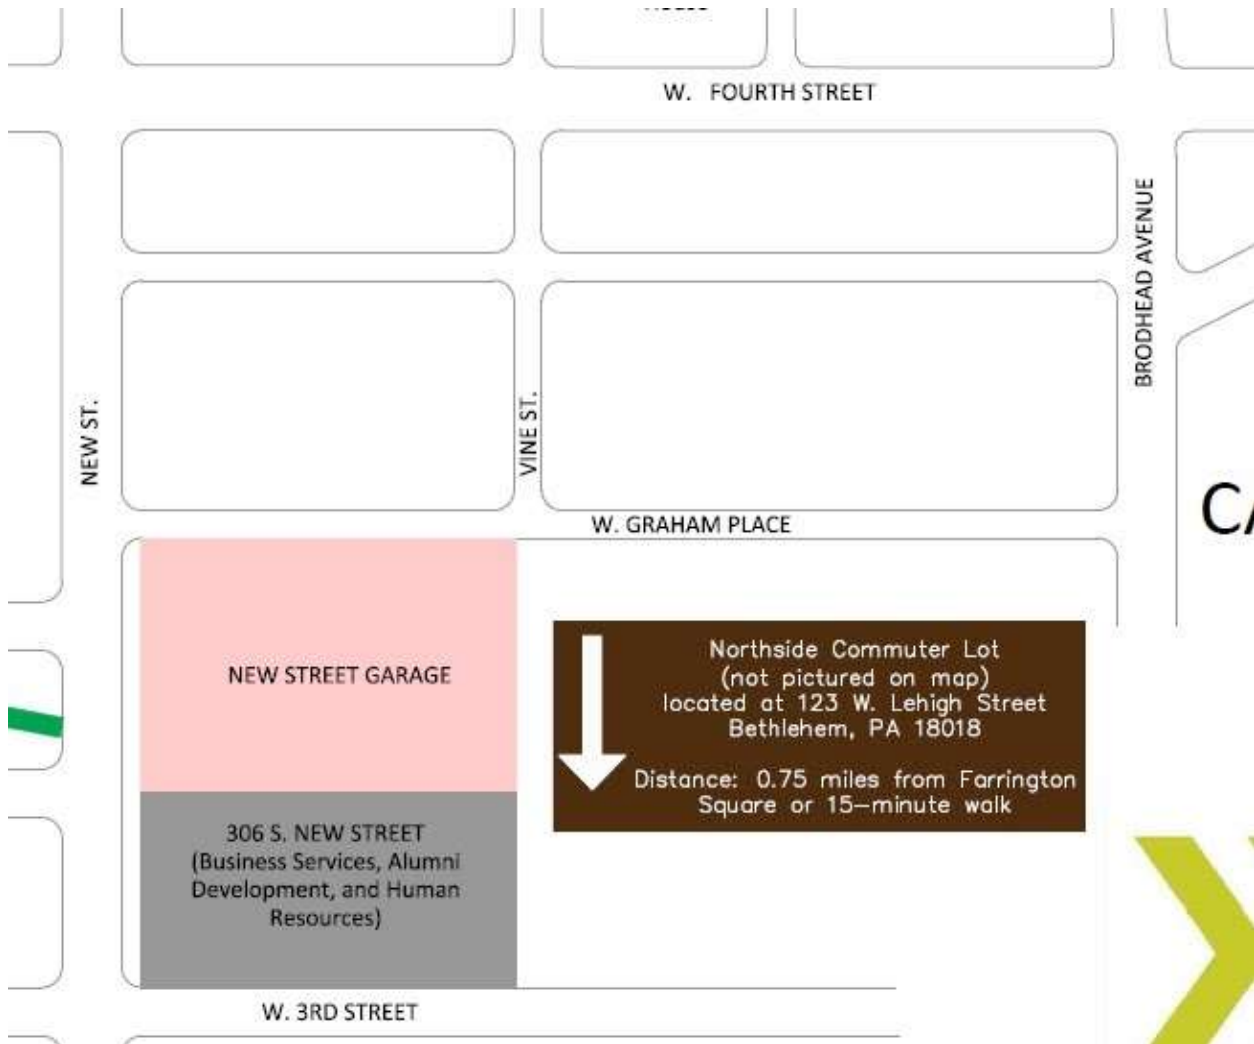 W. FOURTH STREET
BRODHEAD AVENUE
NEW ST.
VINE ST.
W. GRAHAM PLACE
NEW STREET GARAGE
Northside Commuter Lot
(not pictured on map)
located at 123 W. Lehigh Street
Bethlehem, PA 18018
Distance: 0.75 miles from Farrington
Square or 15-minute walk
306 S. NEW STREET
(Business Services, Alumni
Development, and Human
Resources)
W. 3RD STREET